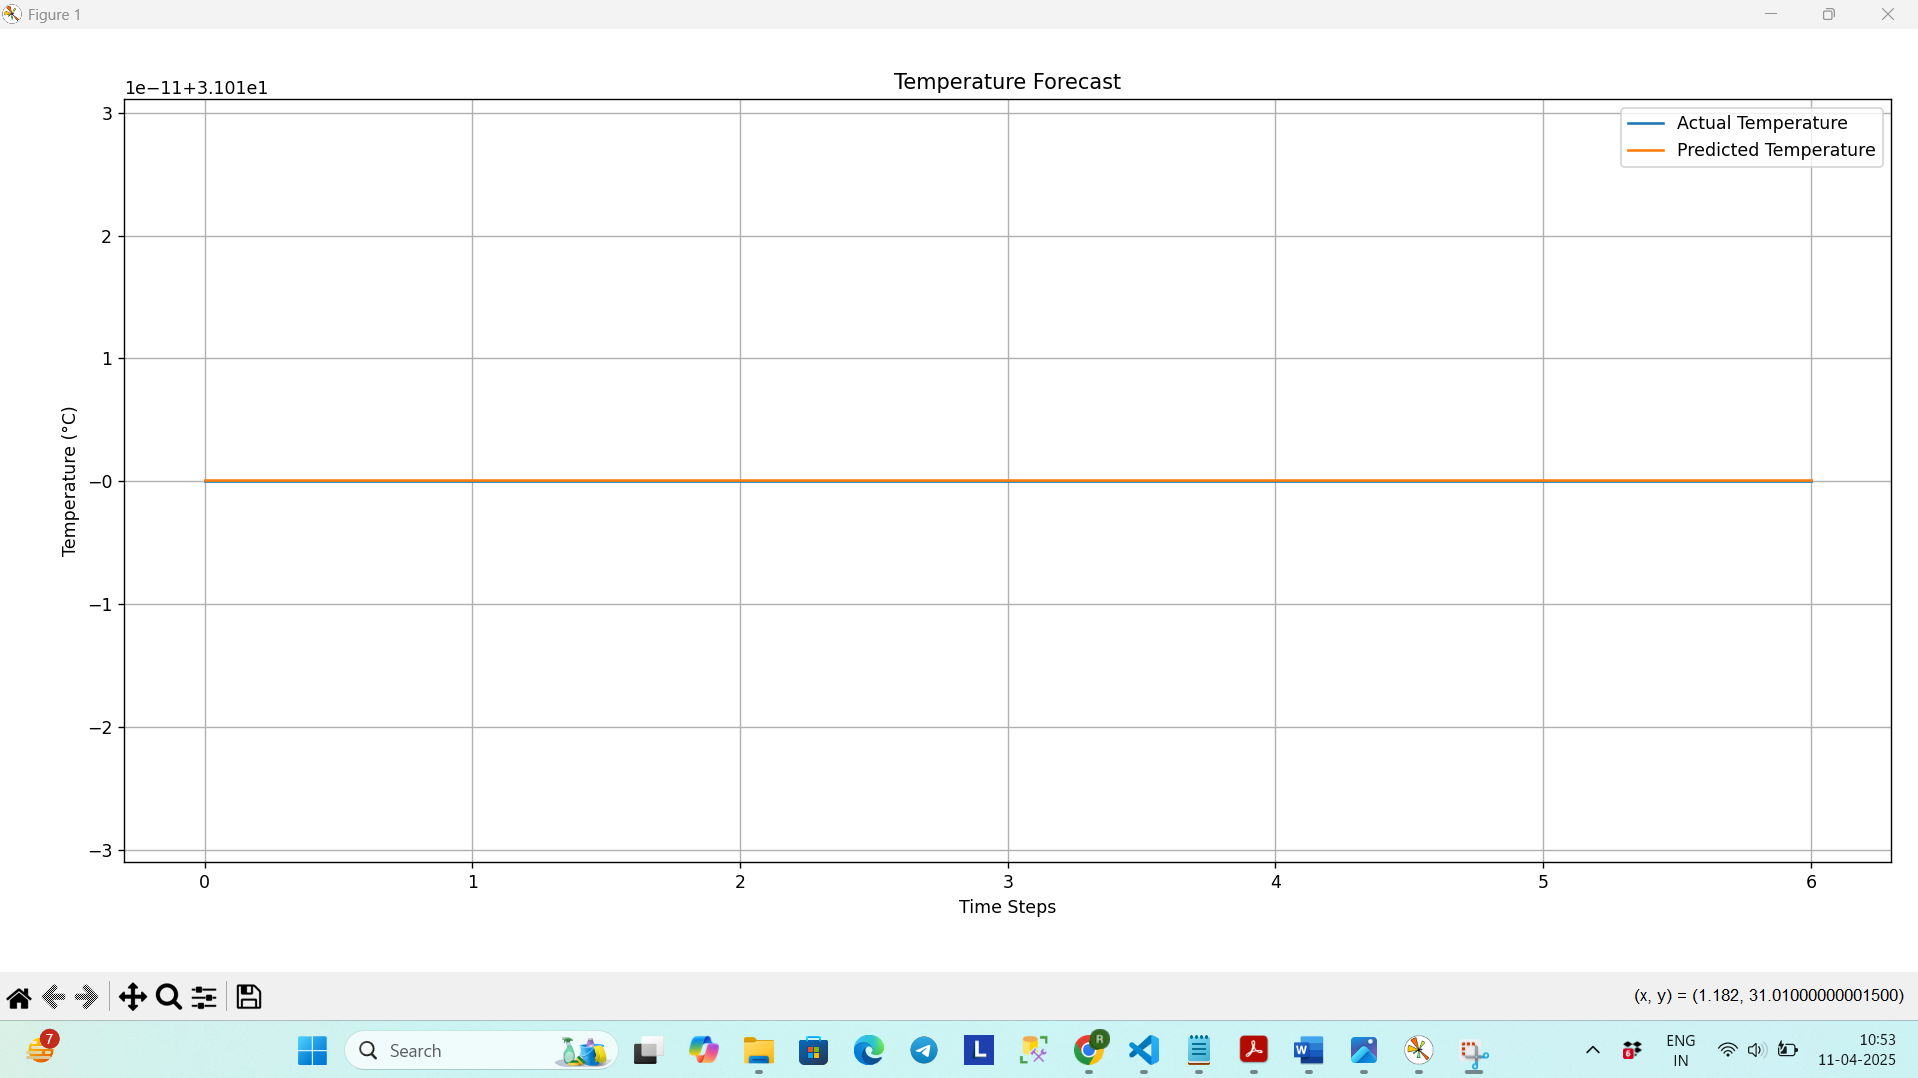 Figure 1
Temperature Forecast
1e−11+3.101e1
3
2
1
−0
−1
−2
−3
Temperature (°C)
Actual Temperature
Predicted Temperature
0 1 2 3 4 5 6
Time Steps
(x, y) = (1.182, 31.01000000001500)
7
Search
L
R
W
6
ENG
IN
10:53
11-04-2025